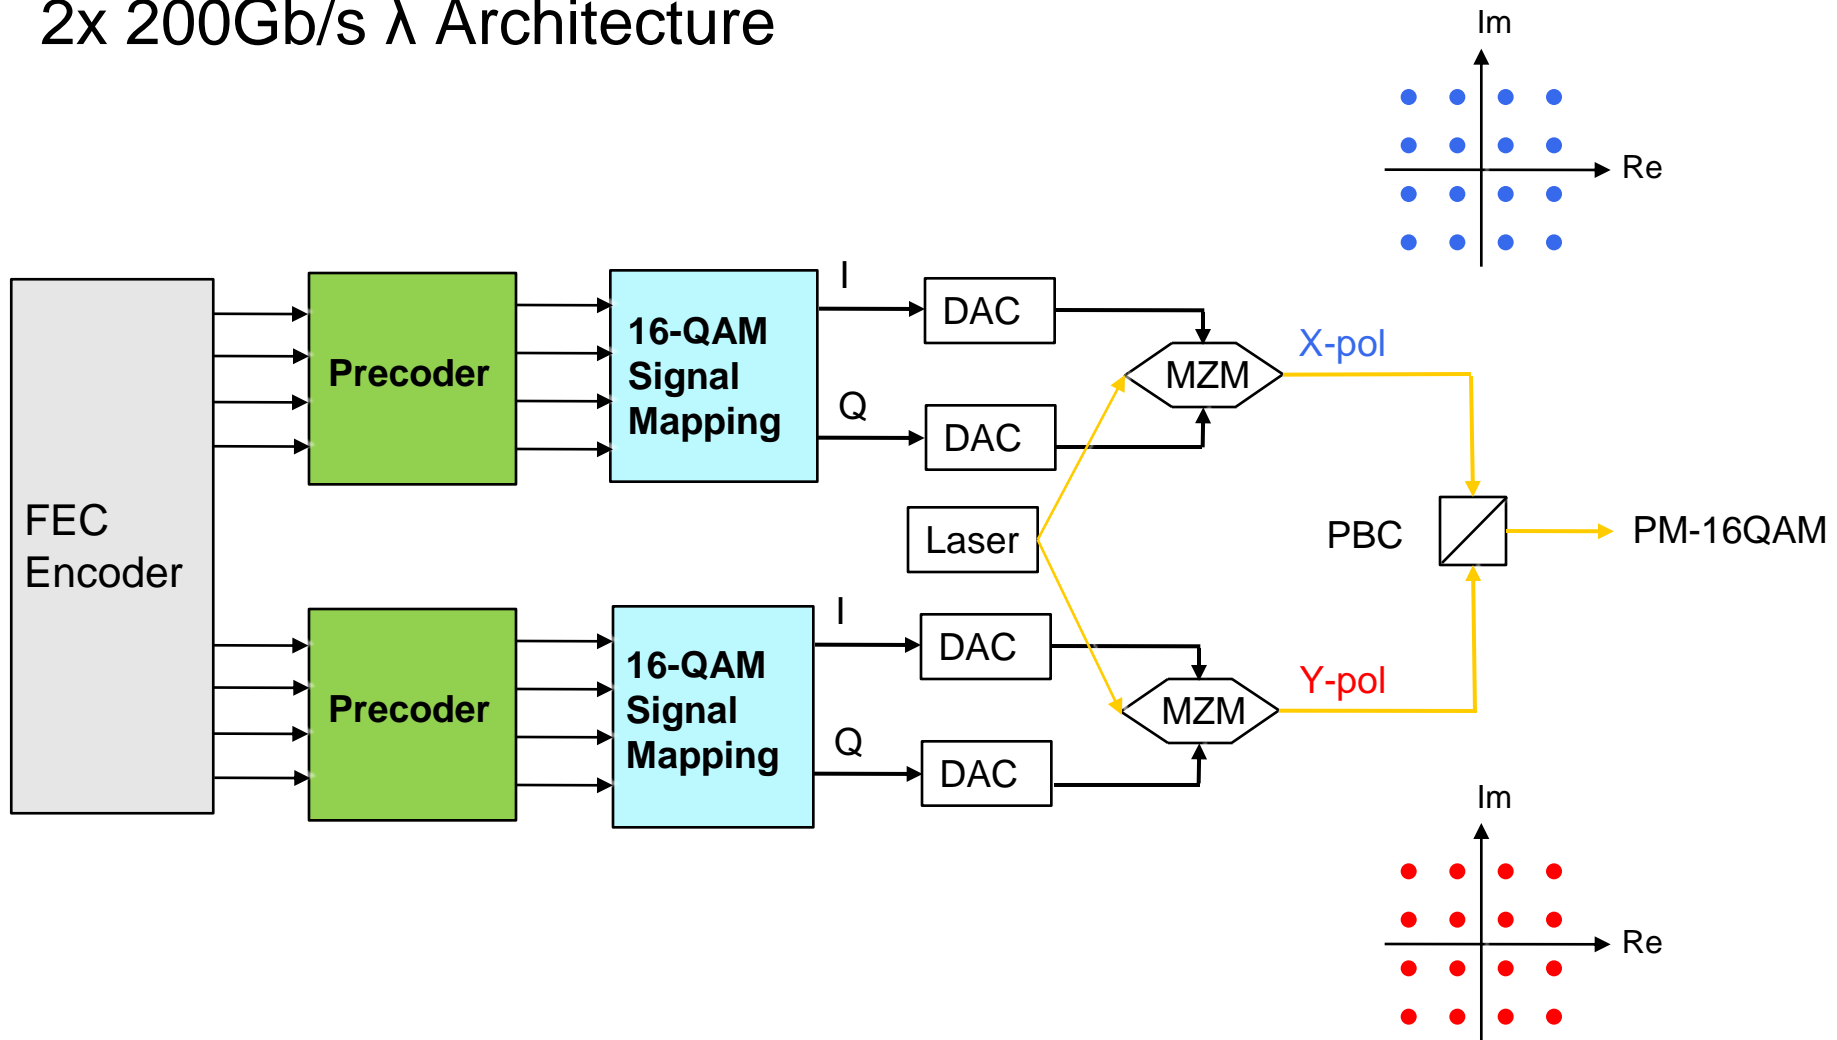 2x 200Gb/s λ Architecture
Im
Re
FEC
Encoder
Precoder
16-QAM
Signal
Mapping
I
Q
DAC
DAC
MZM
X-pol
Laser
PBC
PM-16QAM
Precoder
16-QAM
Signal
Mapping
I
Q
DAC
DAC
MZM
Y-pol
Im
Re